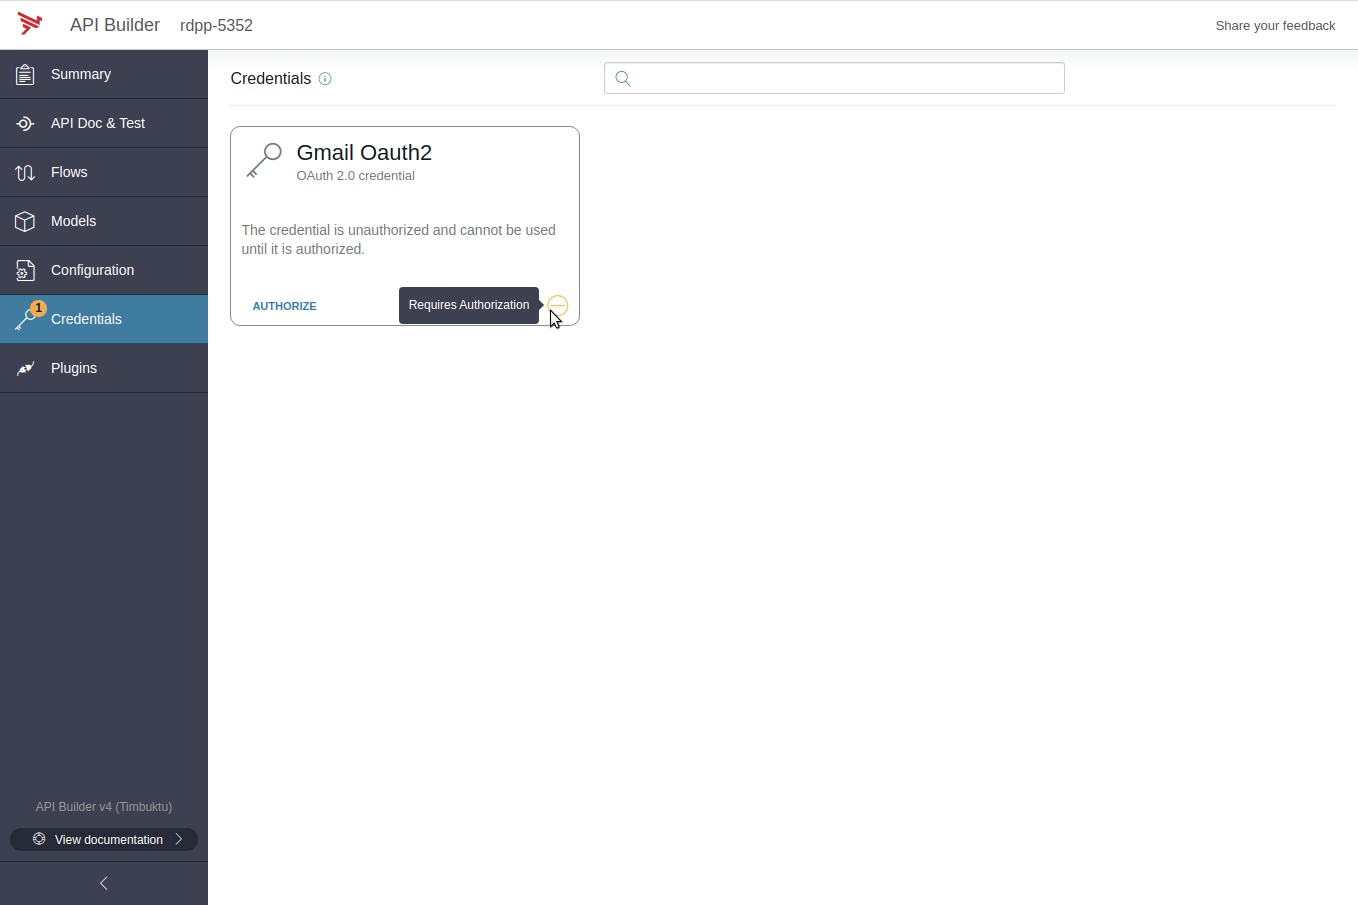 API Builder rdpp-5352 Share your feedback
Summary
API Doc & Test
Flows
Models
Configuration
1
Credentials
Plugins
API Builder v4 (Timbuktu)
View documentation
Credentials
Gmail Oauth2
OAuth 2.0 credential
The credential is unauthorized and cannot be used
until it is authorized.
AUTHORIZE Requires Authorization